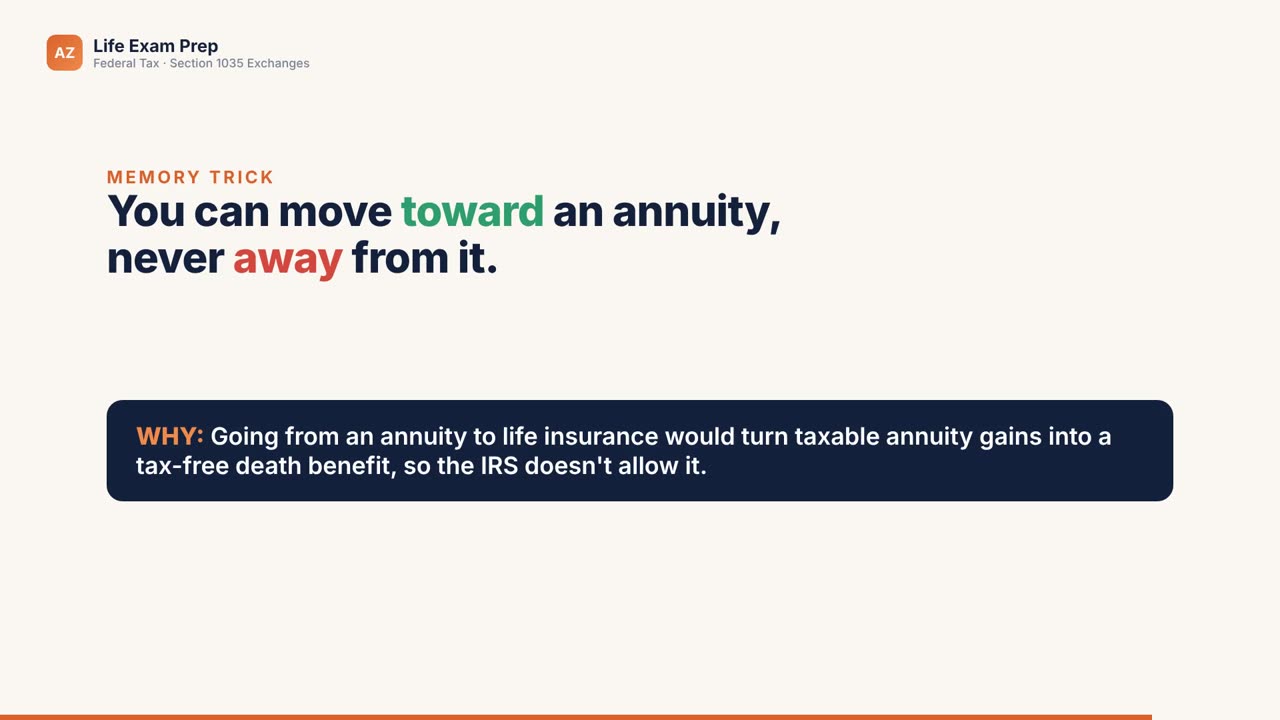 AZ
Life Exam Prep
Federal Tax · Section 1035 Exchanges
MEMORY TRICK
You can move toward an annuity,
never away from it.
WHY: Going from an annuity to life insurance would turn taxable annuity gains into a
tax-free death benefit, so the IRS doesn't allow it.